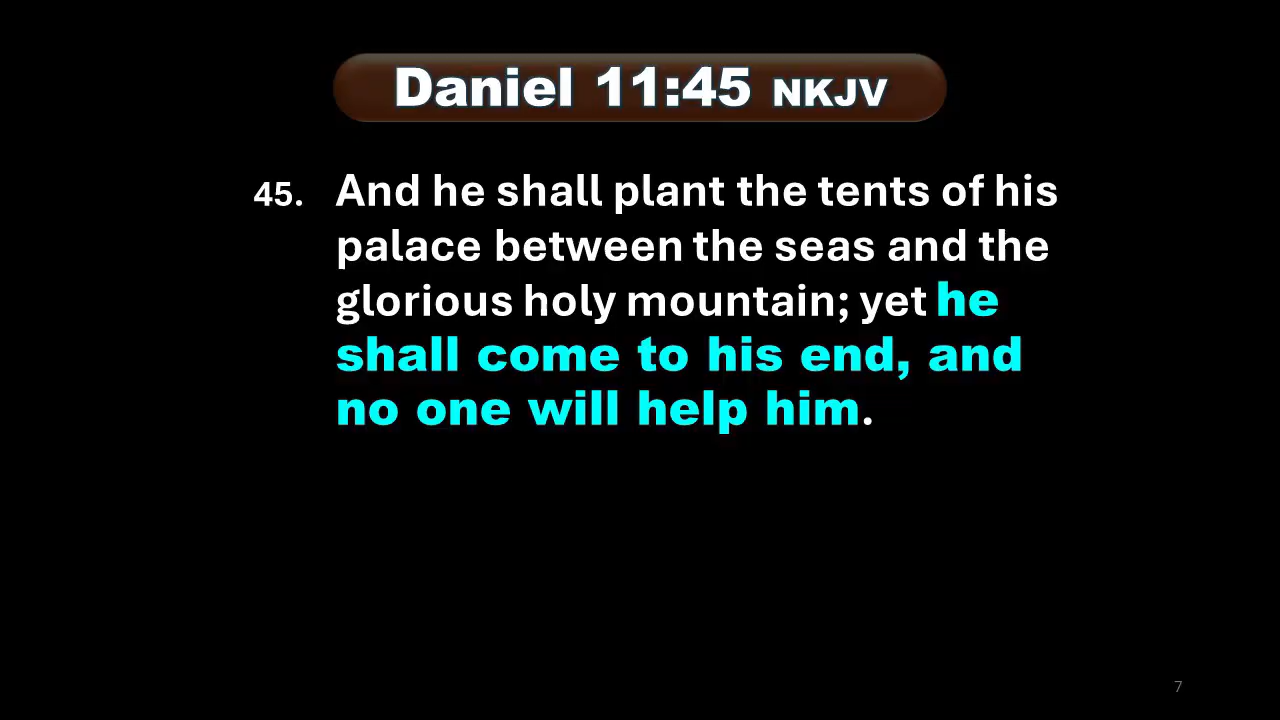 Daniel 11:45 NKJV
45. And he shall plant the tents of his
palace between the seas and the
glorious holy mountain; yet he
shall come to his end, and
no one will help him.
7